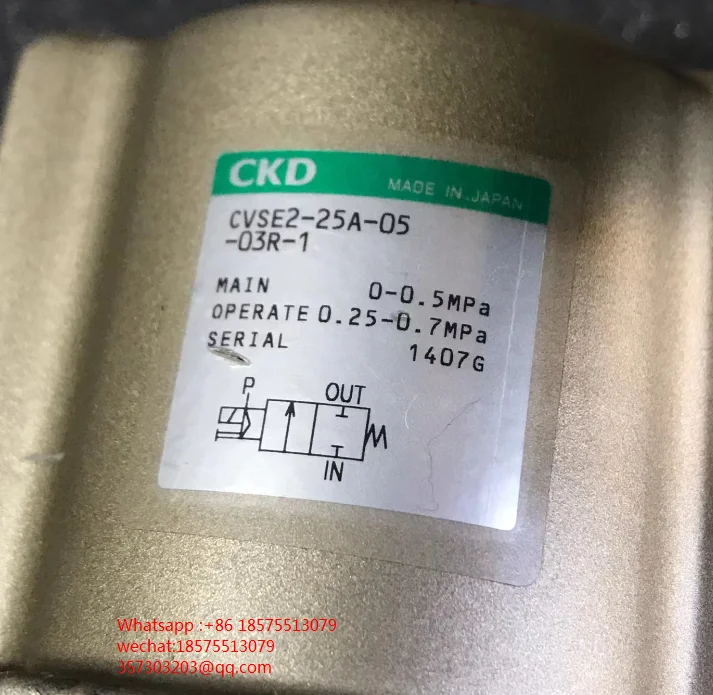 CKD
MADE IN JAPAN
CVSE2-25A-05
-03R-1
MAIN 0-0.5MPa
OPERATE 0.25-0.7MPa
SERIAL 1407G
P
OUT
IN
Whatsapp :+86 18575513079
wechat:18575513079
357303203@qq.com